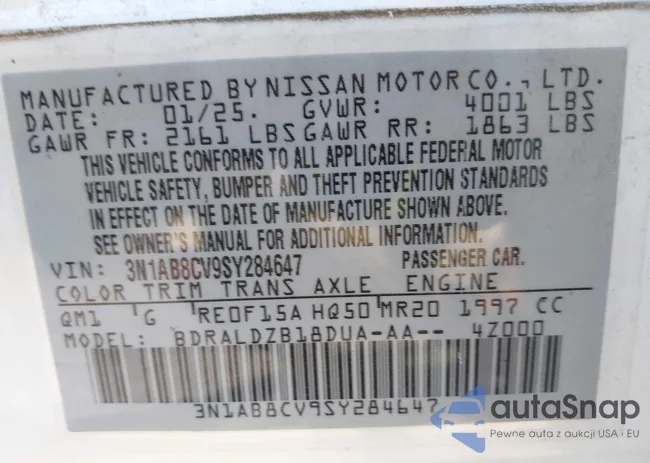 MANUFACTURED BY NISSAN MOTOR CO., LTD.
DATE: 01/25. GVWR: 4001 LBS
GAWR FR: 2161 LBS GAWR RR: 1863 LBS
THIS VEHICLE CONFORMS TO ALL APPLICABLE FEDERAL MOTOR
VEHICLE SAFETY, BUMPER AND THEFT PREVENTION STANDARDS
IN EFFECT ON THE DATE OF MANUFACTURE SHOWN ABOVE.
SEE OWNER'S MANUAL FOR ADDITIONAL INFORMATION.
VIN: 3N1AB8CV9SY284647 PASSENGER CAR.
COLOR TRIM TRANS AXLE ENGINE
QM1 G RE0F15A HQ50 MR20 1997 CC
MODEL: BDRALDZB18DUA-AA-- 4Z000
3N1AB8CV9SY284647
autaSnap
Pewne auta z aukcji USA i EU